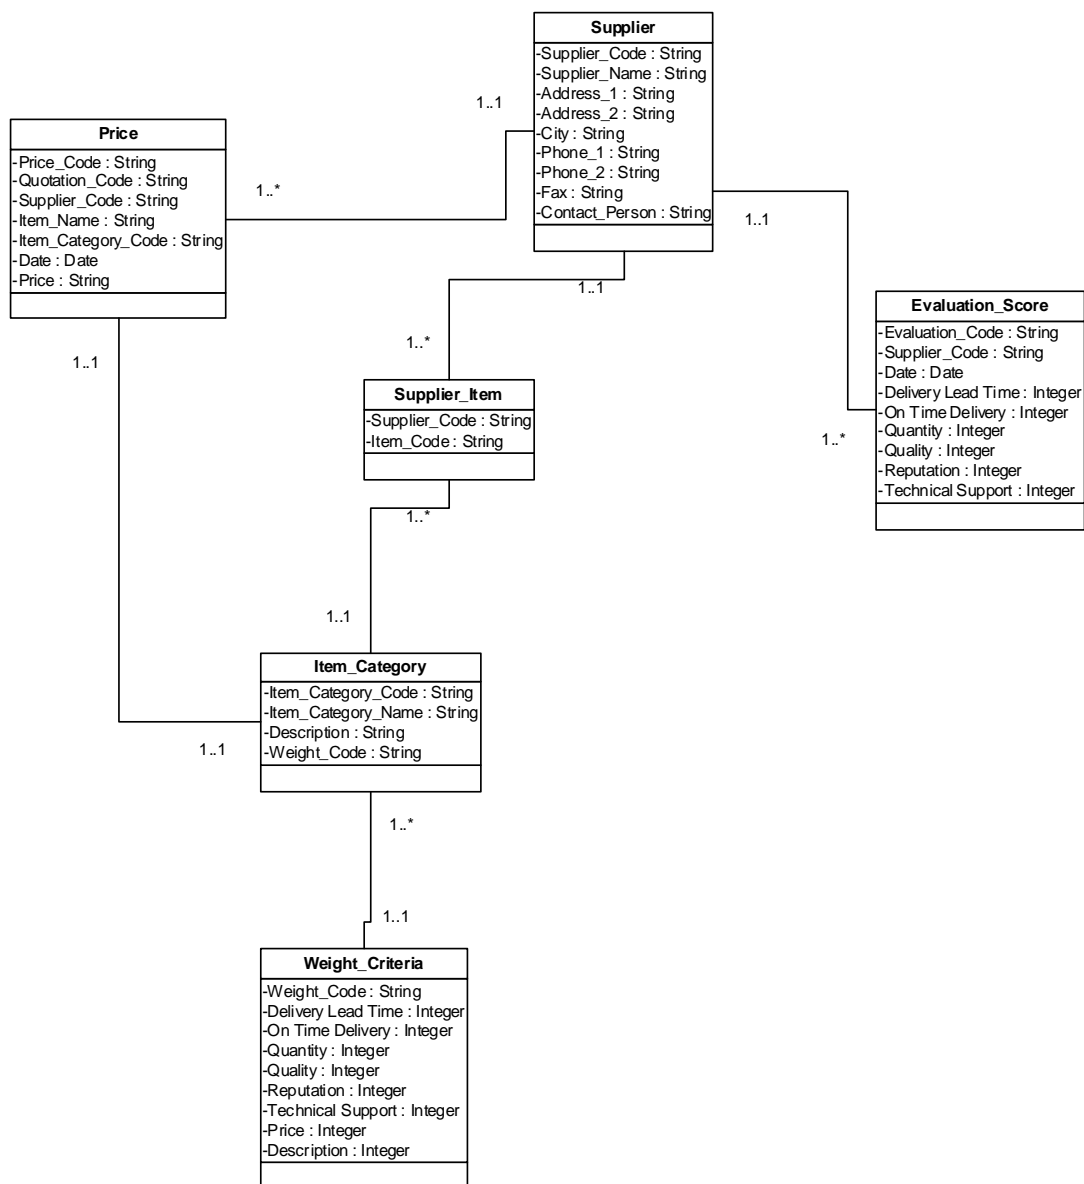 Supplier
-Supplier_Code : String
-Supplier_Name : String
-Address_1 : String
-Address_2 : String
-City : String
-Phone_1 : String
-Phone_2 : String
-Fax : String
-Contact_Person : String
1..1
Price
-Price_Code : String
-Quotation_Code : String
-Supplier_Code : String
-Item_Name : String
-Item_Category_Code : String
-Date : Date
-Price : String
1..*
1..1
1..1
Evaluation_Score
-Evaluation_Code : String
-Supplier_Code : String
-Date : Date
-Delivery Lead Time : Integer
-On Time Delivery : Integer
-Quantity : Integer
-Quality : Integer
-Reputation : Integer
-Technical Support : Integer
1..*
1..*
1..1
Supplier_Item
-Supplier_Code : String
-Item_Code : String
1..*
1..1
Item_Category
-Item_Category_Code : String
-Item_Category_Name : String
-Description : String
-Weight_Code : String
1..1
1..*
1..1
Weight_Criteria
-Weight_Code : String
-Delivery Lead Time : Integer
-On Time Delivery : Integer
-Quantity : Integer
-Quality : Integer
-Reputation : Integer
-Technical Support : Integer
-Price : Integer
-Description : Integer